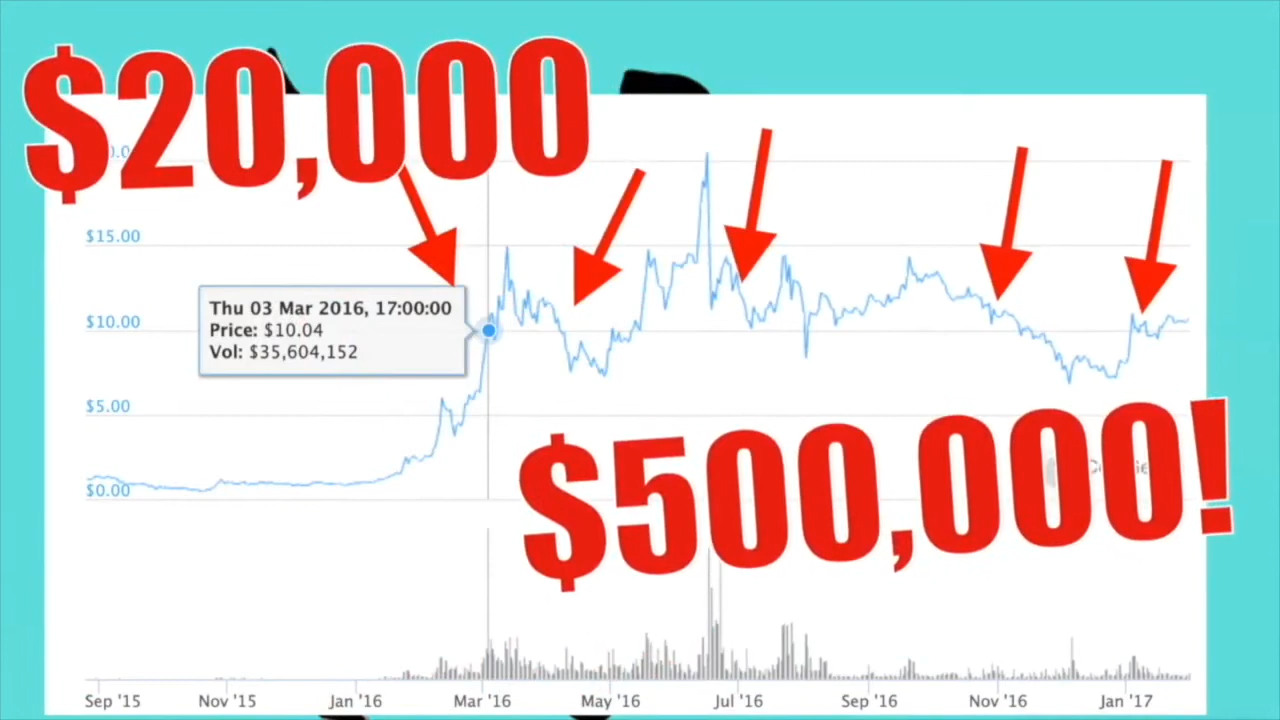 $20,000
$15.00
$10.00
Thu 03 Mar 2016, 17:00:00
Price: $10.04
Vol: $35,604,152
$5.00
$500,000!
$0.00
Sep '15
Nov '15
Jan '16
Mar '16
May '16
Jul '16
Sep '16
Nov '16
Jan '17